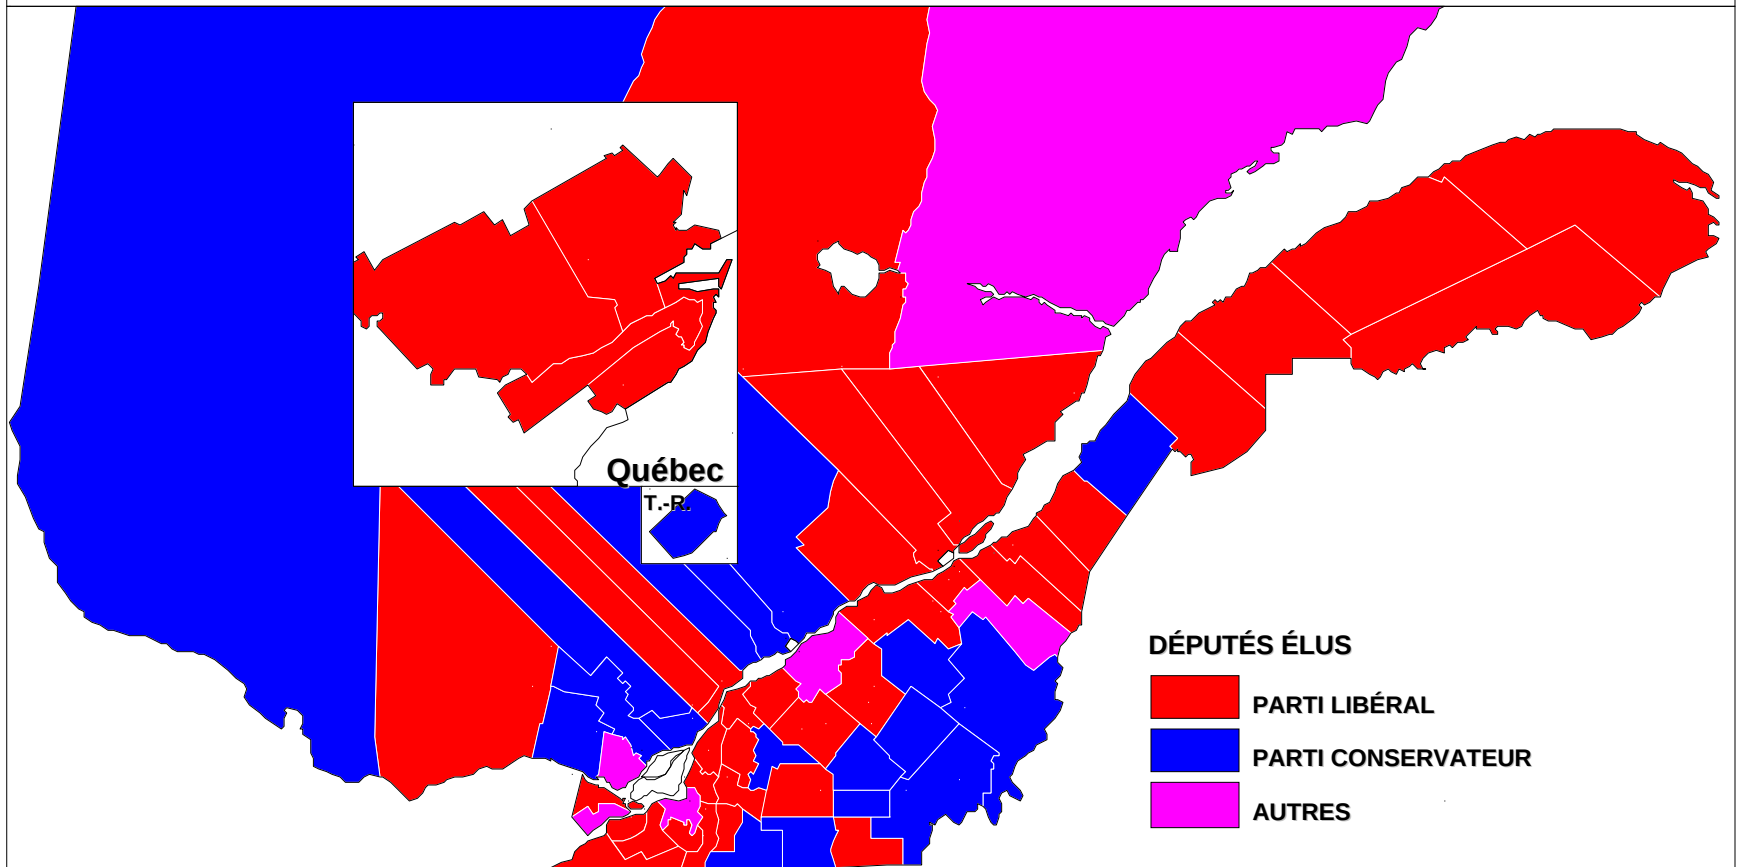 Québec
T.-R.
DÉPUTÉS ÉLUS
PARTI LIBÉRAL
PARTI CONSERVATEUR
AUTRES